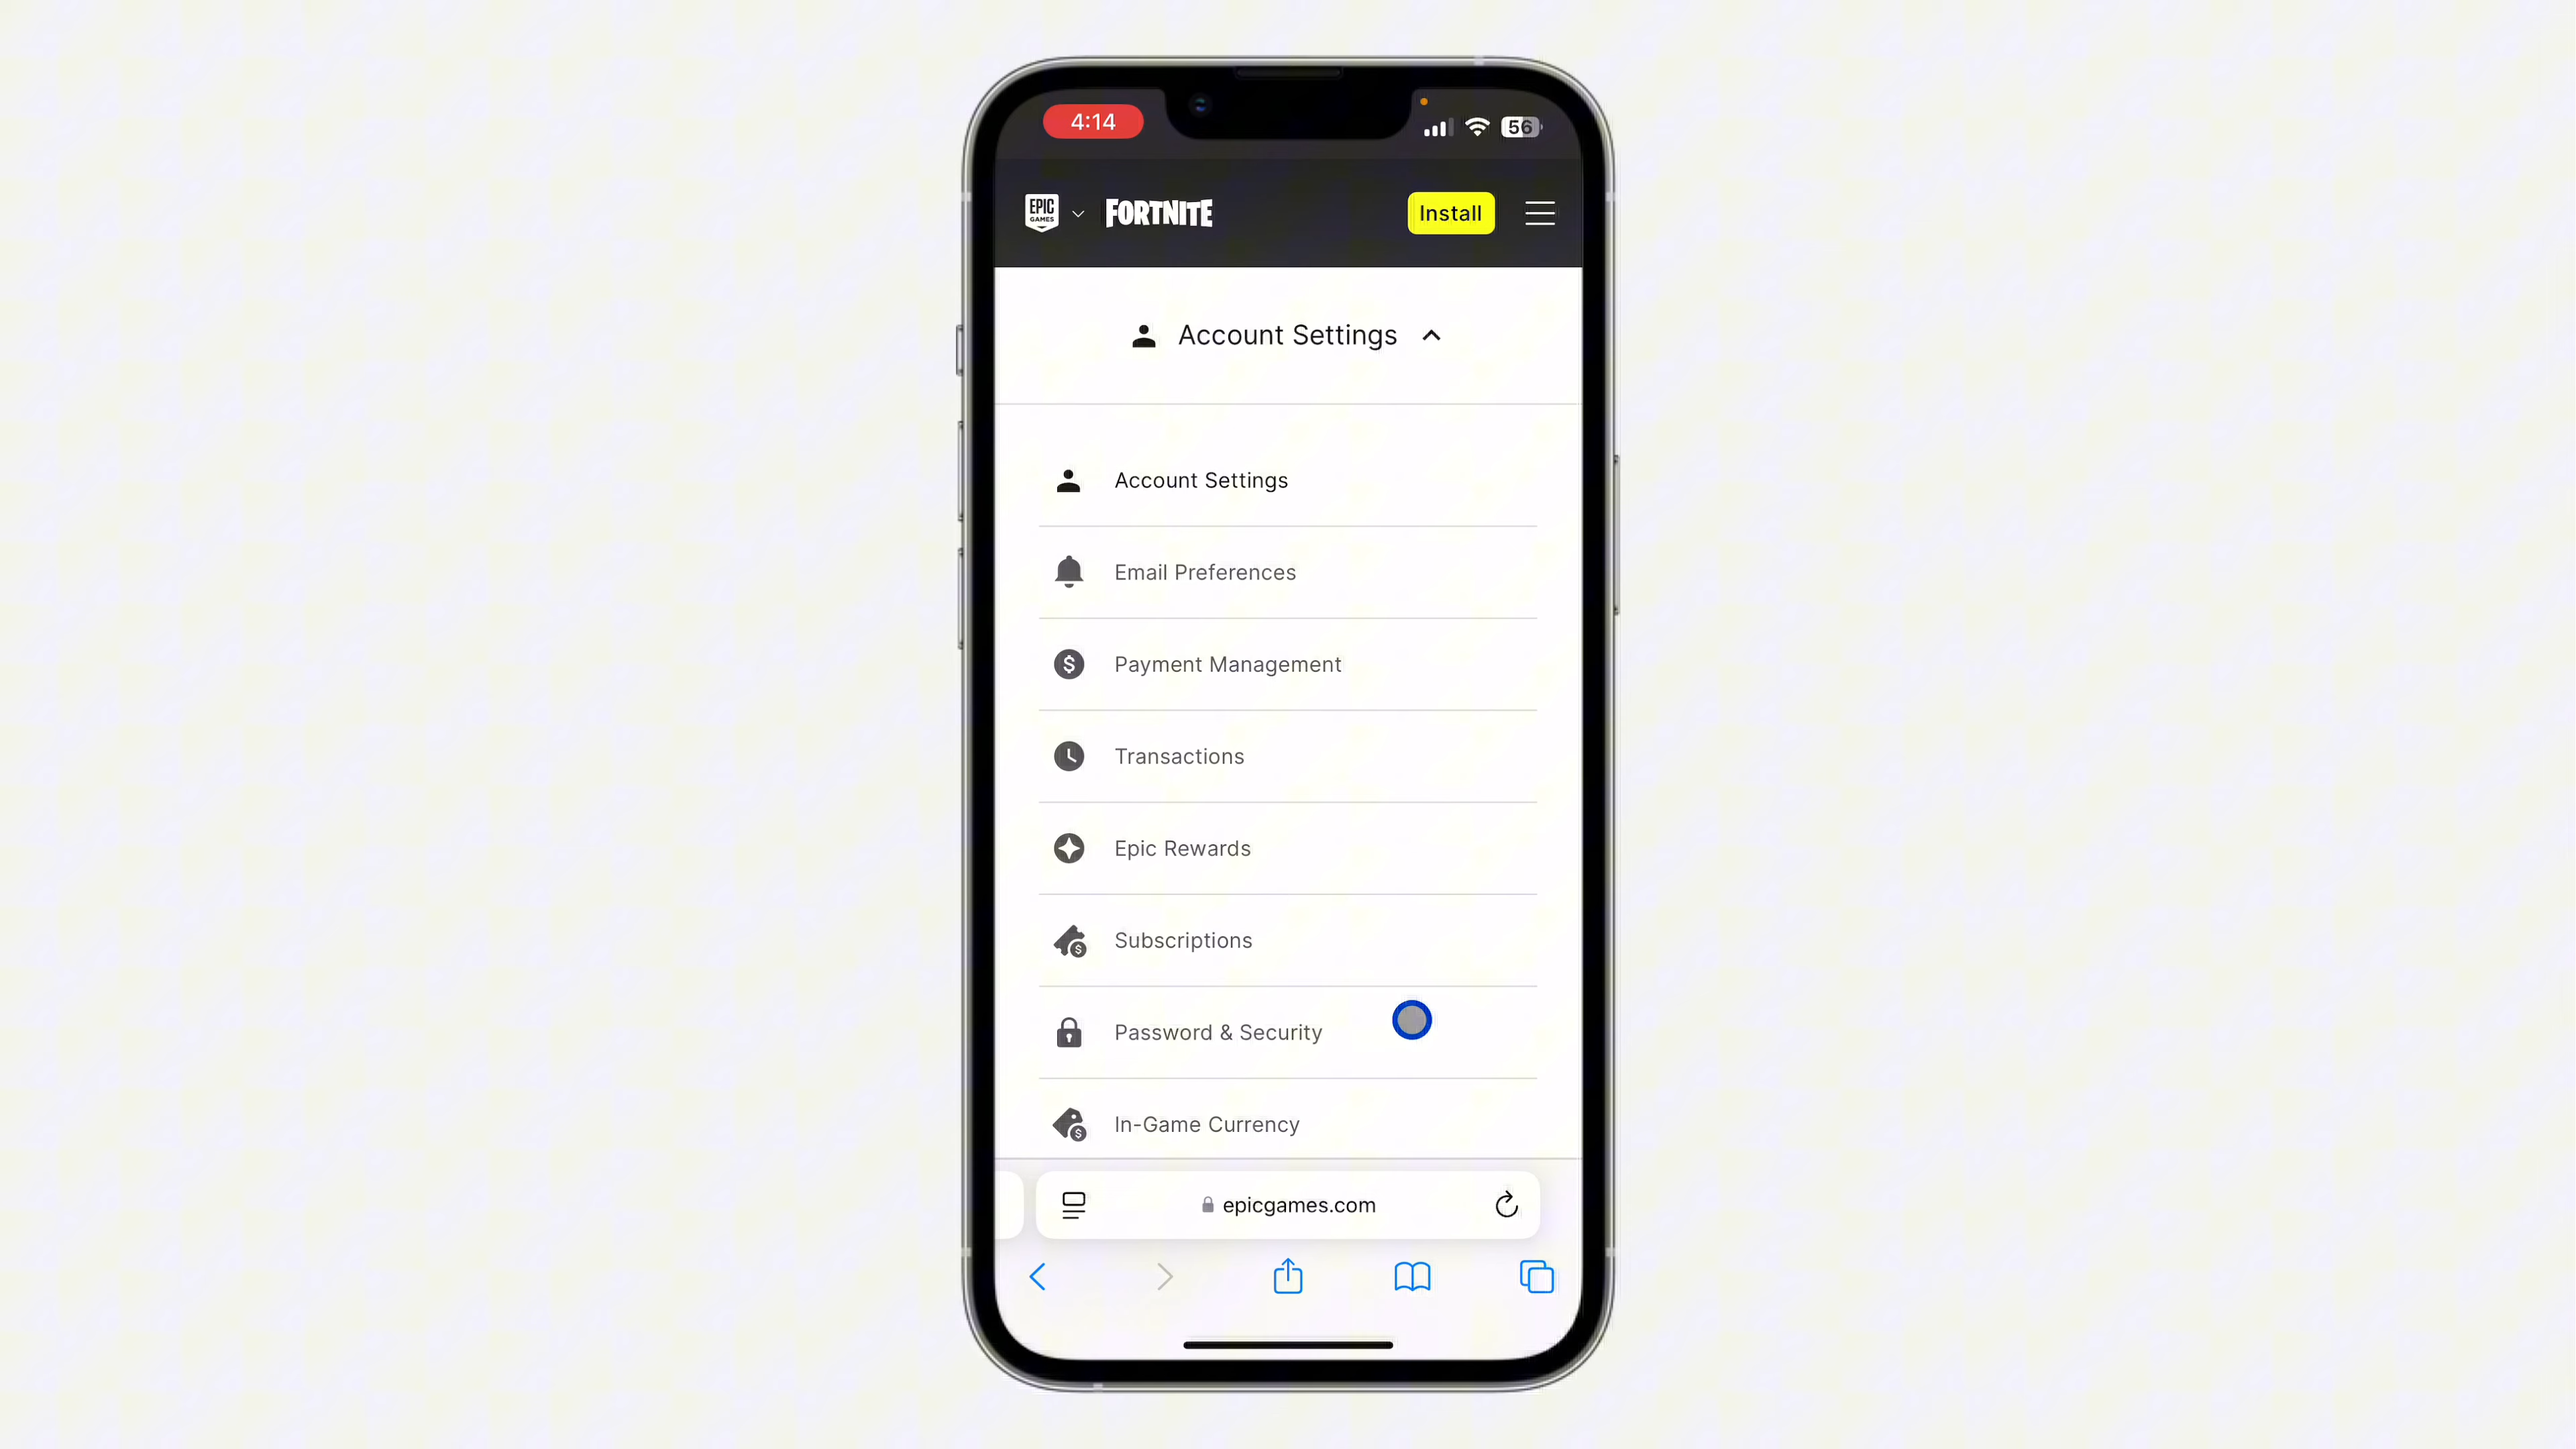 4:14
56
EPIC
GAMES
FORTNITE
Install
Account Settings
Account Settings
Email Preferences
Payment Management
Transactions
Epic Rewards
Subscriptions
Password & Security
In-Game Currency
epicgames.com